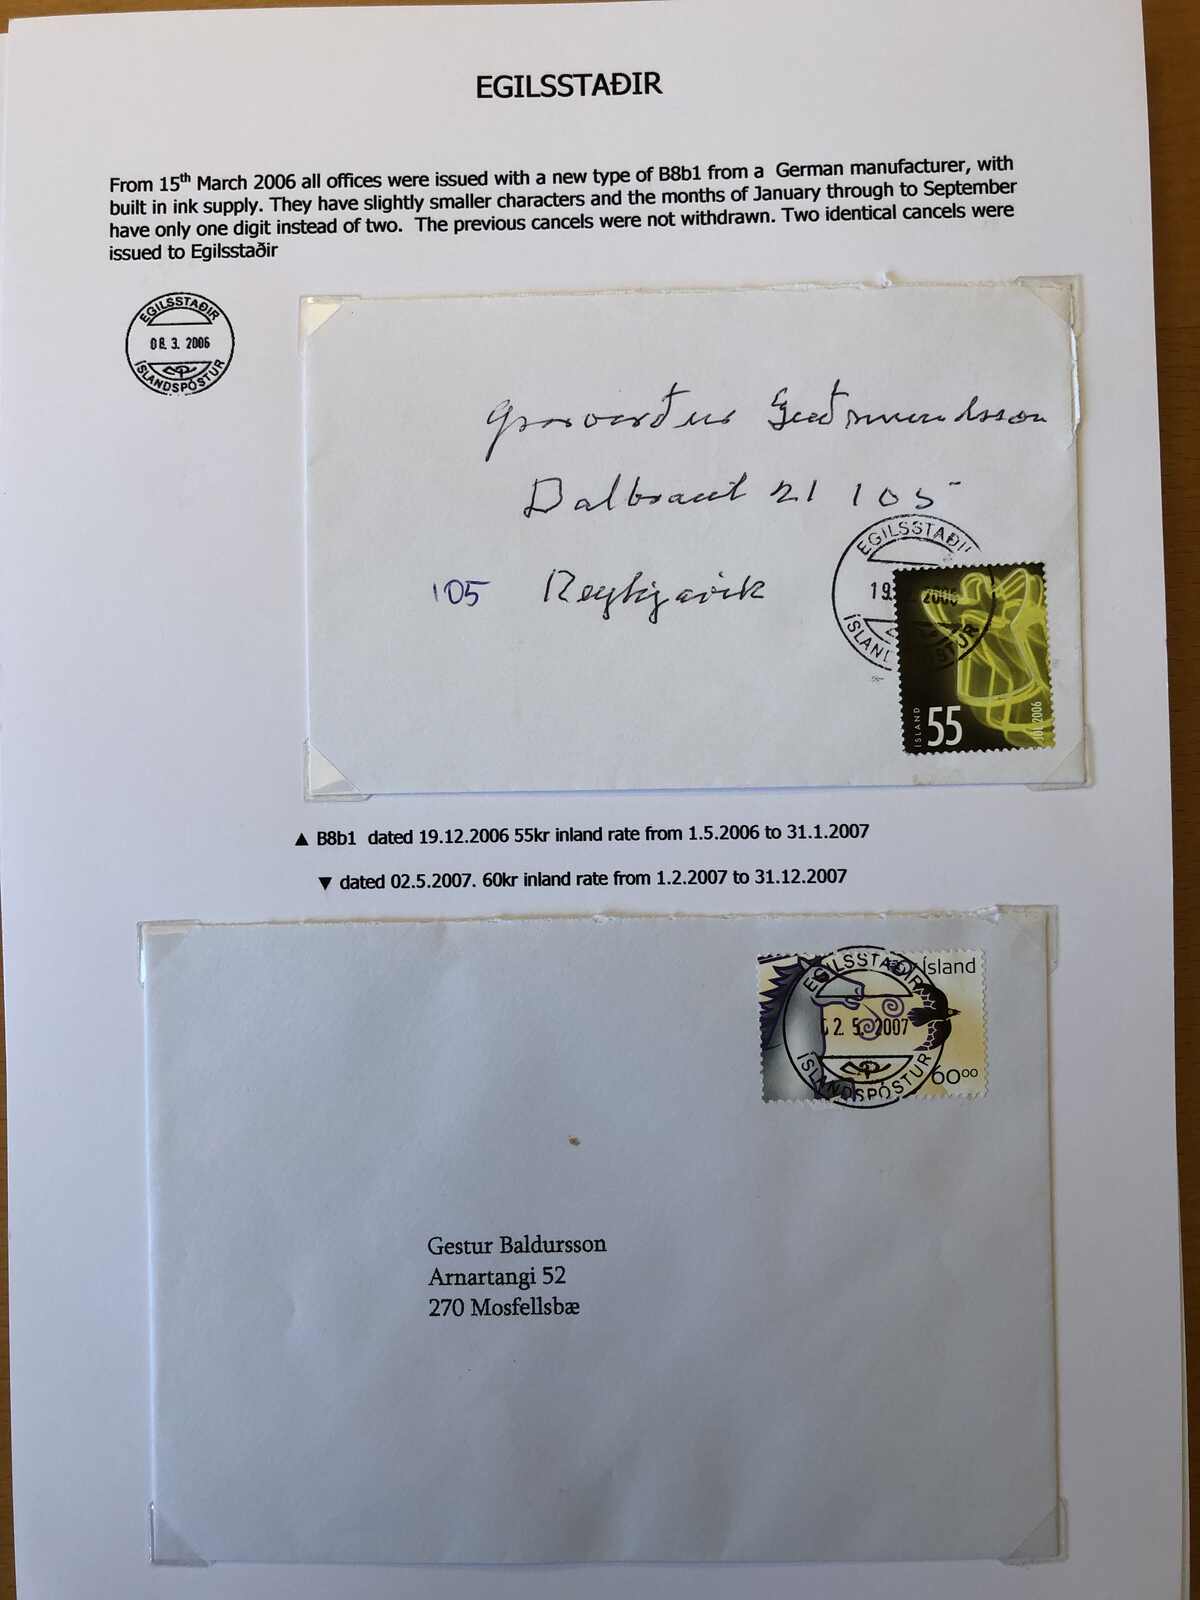 EGILSSTAÐIR
From 15th March 2006 all offices were issued with a new type of B8b1 from a German manufacturer, with
built in ink supply. They have slightly smaller characters and the months of January through to September
have only one digit instead of two. The previous cancels were not withdrawn. Two identical cancels were
issued to Egilsstaðir
EGILSSTAÐIR
08. 3. 2006
ÍSLANDSPÓSTUR
Guðmundsson
Dalbraut 21 105
105 Reykjavik
EGILSSTAÐIR
19. 2006
ÍSLANDSPÓSTUR
ÍSLAND 55
▲ B8b1 dated 19.12.2006 55kr inland rate from 1.5.2006 to 31.1.2007
▼ dated 02.5.2007. 60kr inland rate from 1.2.2007 to 31.12.2007
Ísland
EGILSSTAÐIR
2. 5. 2007
ÍSLANDSPÓSTUR
60⁰⁰
Gestur Baldursson
Arnartangi 52
270 Mosfellsbæ